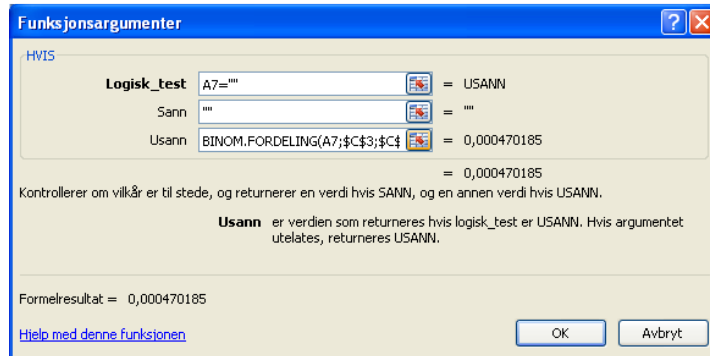 Funksjonsargumenter
HVIS
Logisk_test A7="" = USANN
Sann "" = ""
Usann BINOM.FORDELING(A7;$C$3;$C$ = 0,000470185
= 0,000470185
Kontrollerer om vilkår er til stede, og returnerer en verdi hvis SANN, og en annen verdi hvis USANN.
Usann er verdien som returneres hvis logisk_test er USANN. Hvis argumentet
utelates, returneres USANN.
Formelresultat = 0,000470185
Hjelp med denne funksjonen OK Avbryt